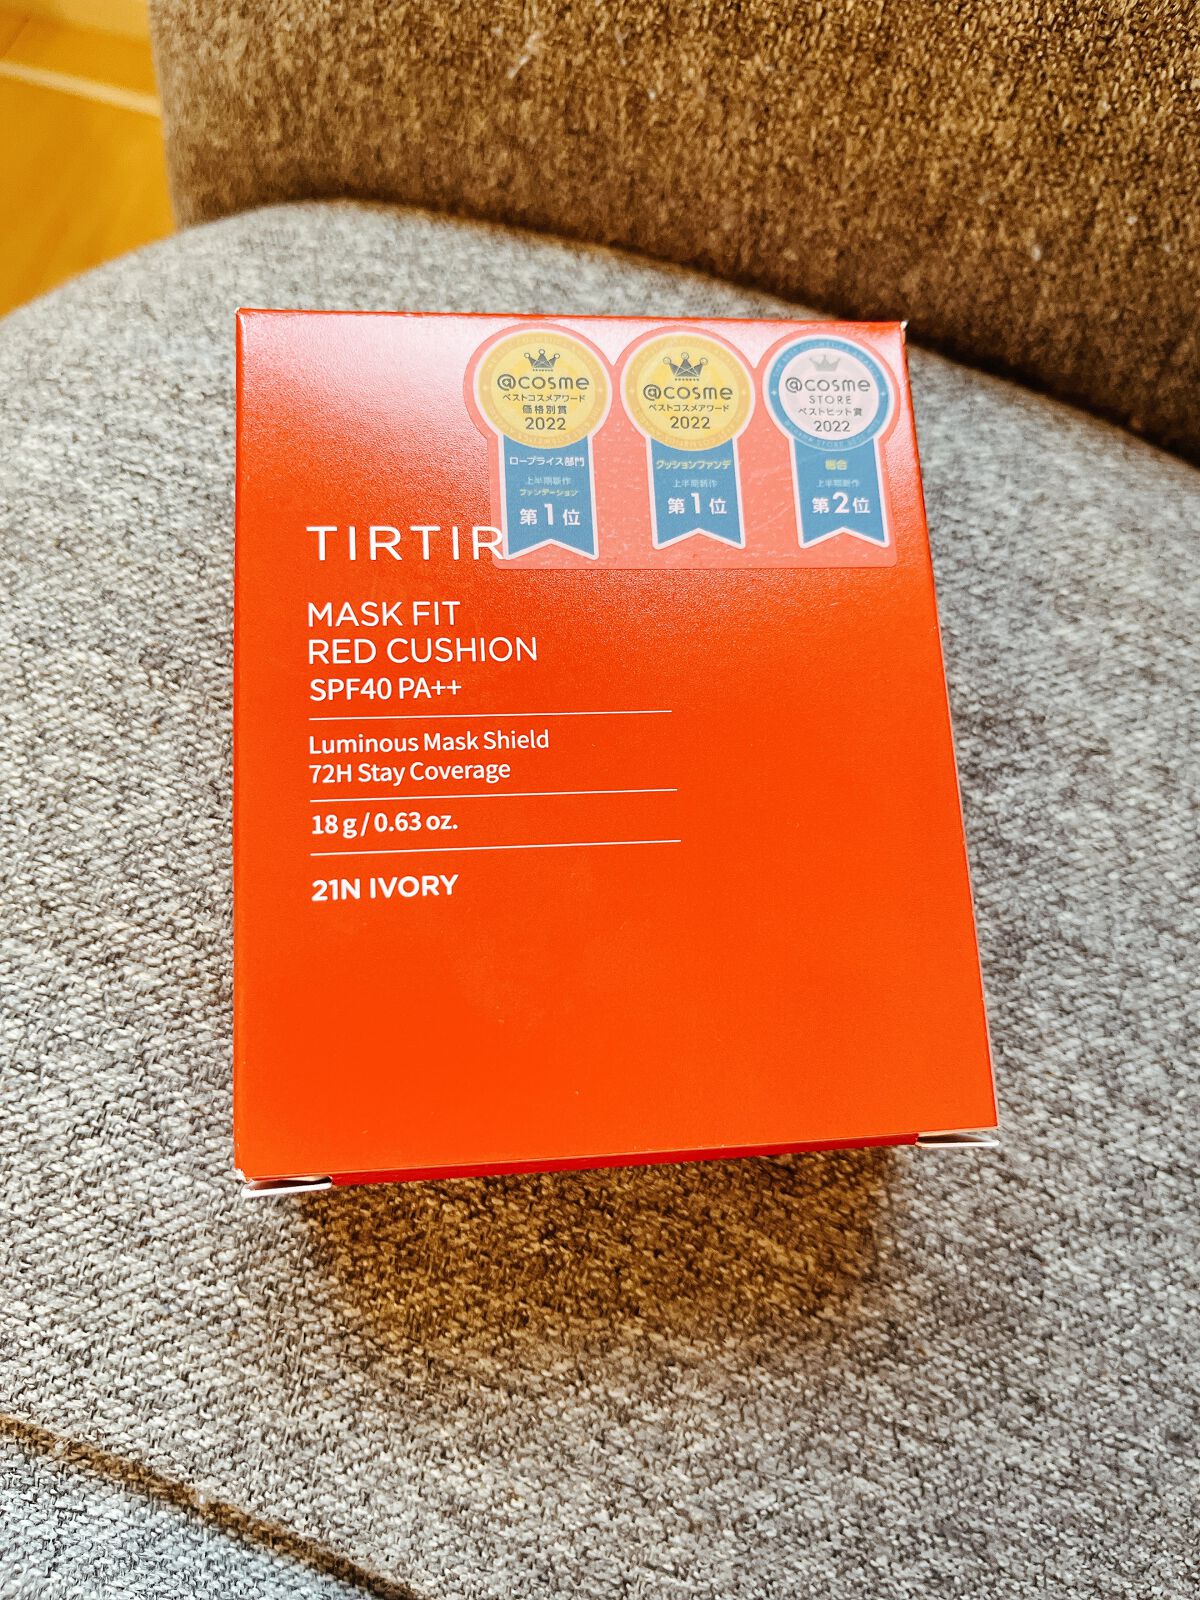 @cosme
ベストコスメアワード
価格別賞
2022
ロープライス部門
上半期新作
ファンデーション
第1位
@cosme
ベストコスメアワード
2022
クッションファンデ
上半期新作
第1位
@cosme
STORE
ベストヒット賞
2022
総合
上半期新作
第2位
TIRTIR
MASK FIT
RED CUSHION
SPF40 PA++
Luminous Mask Shield
72H Stay Coverage
18 g / 0.63 oz.
21N IVORY